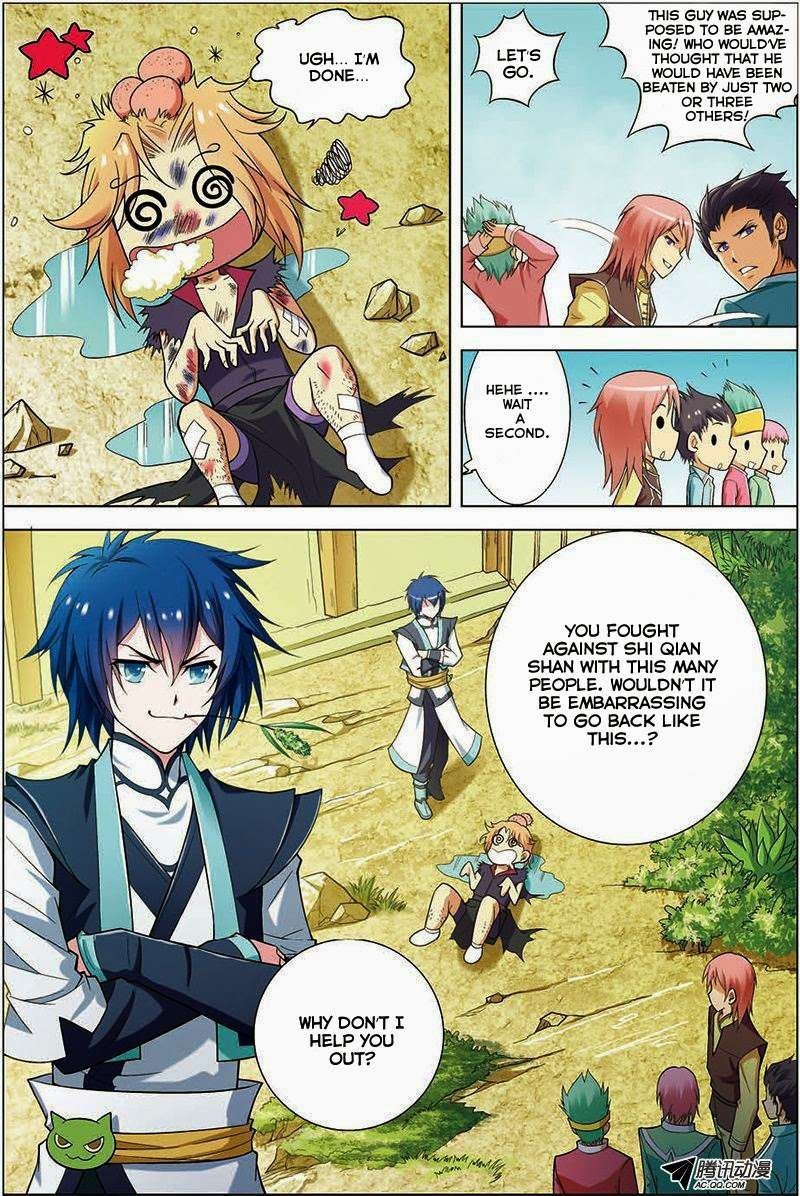 UGH... I'M
DONE...
LET'S
GO.
THIS GUY WAS SUP-
POSED TO BE AMAZ-
ING! WHO WOULD'VE
THOUGHT THAT HE
WOULD HAVE BEEN
BEATEN BY JUST TWO
OR THREE
OTHERS!
HEHE ....
WAIT
A
SECOND.
YOU FOUGHT
AGAINST SHI QIAN
SHAN WITH THIS MANY
PEOPLE. WOULDN'T IT
BE EMBARRASSING
TO GO BACK LIKE
THIS...?
WHY DON'T I
HELP YOU
OUT?
腾讯动漫
AC.QQ.COM